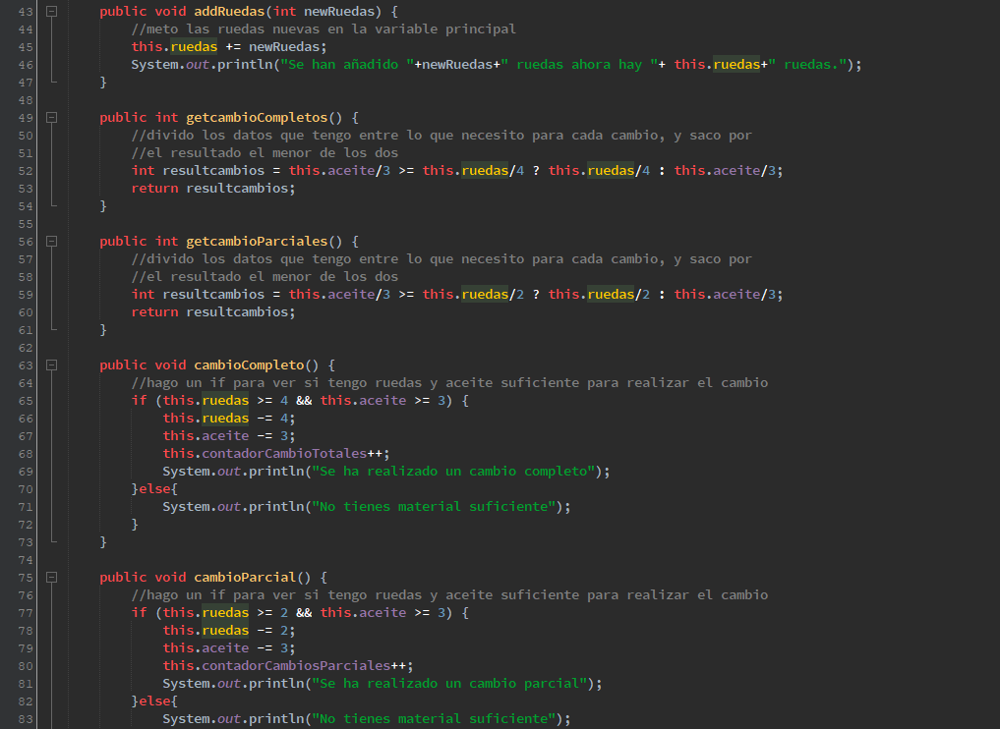 43 public void addRuedas(int newRuedas) {
44 //meto las ruedas nuevas en la variable principal
45 this.ruedas += newRuedas;
46 System.out.println("Se han añadido "+newRuedas+" ruedas ahora hay "+ this.ruedas+" ruedas.");
47 }
48
49 public int getcambioCompletos() {
50 //divido los datos que tengo entre lo que necesito para cada cambio, y saco por
51 //el resultado el menor de los dos
52 int resultcambios = this.aceite/3 >= this.ruedas/4 ? this.ruedas/4 : this.aceite/3;
53 return resultcambios;
54 }
55
56 public int getcambioParciales() {
57 //divido los datos que tengo entre lo que necesito para cada cambio, y saco por
58 //el resultado el menor de los dos
59 int resultcambios = this.aceite/3 >= this.ruedas/2 ? this.ruedas/2 : this.aceite/3;
60 return resultcambios;
61 }
62
63 public void cambioCompleto() {
64 //hago un if para ver si tengo ruedas y aceite suficiente para realizar el cambio
65 if (this.ruedas >= 4 && this.aceite >= 3) {
66 this.ruedas -= 4;
67 this.aceite -= 3;
68 this.contadorCambioTotales++;
69 System.out.println("Se ha realizado un cambio completo");
70 }else{
71 System.out.println("No tienes material suficiente");
72 }
73 }
74
75 public void cambioParcial() {
76 //hago un if para ver si tengo ruedas y aceite suficiente para realizar el cambio
77 if (this.ruedas >= 2 && this.aceite >= 3) {
78 this.ruedas -= 2;
79 this.aceite -= 3;
80 this.contadorCambiosParciales++;
81 System.out.println("Se ha realizado un cambio parcial");
82 }else{
83 System.out.println("No tienes material suficiente");